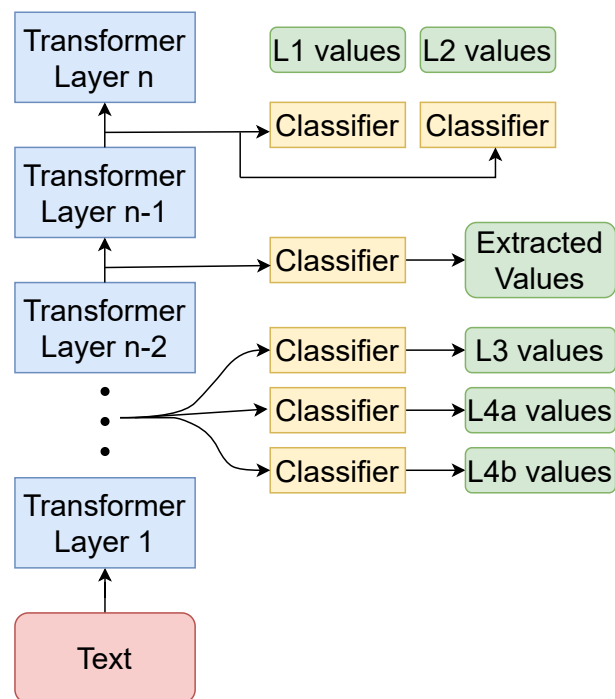 Transformer
Layer n
L1 values
L2 values
Classifier
Classifier
Transformer
Layer n-1
Classifier
Extracted
Values
Transformer
Layer n-2
Classifier
L3 values
Classifier
L4a values
Classifier
L4b values
Transformer
Layer 1
Text